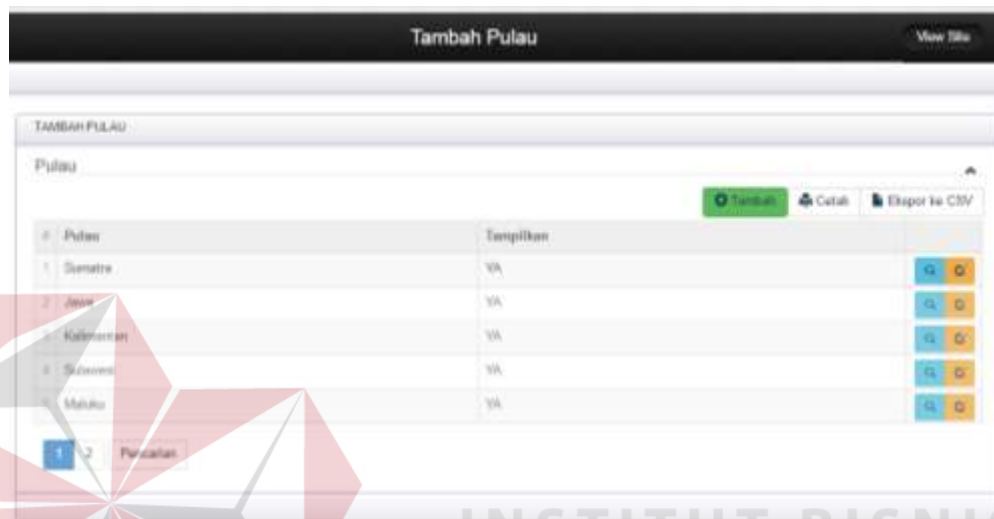 Tambah Pulau
View Situ
TAMBAH PULAU
Pulau
Tambah Cetak Ekspor ke CSV
# Pulau Tampilkan
1 Sumatra YA
2 Jawa YA
3 Kalimantan YA
4 Sulawesi YA
5 Maluku YA
1 2 Pencarian
INSTITUT BISNIS